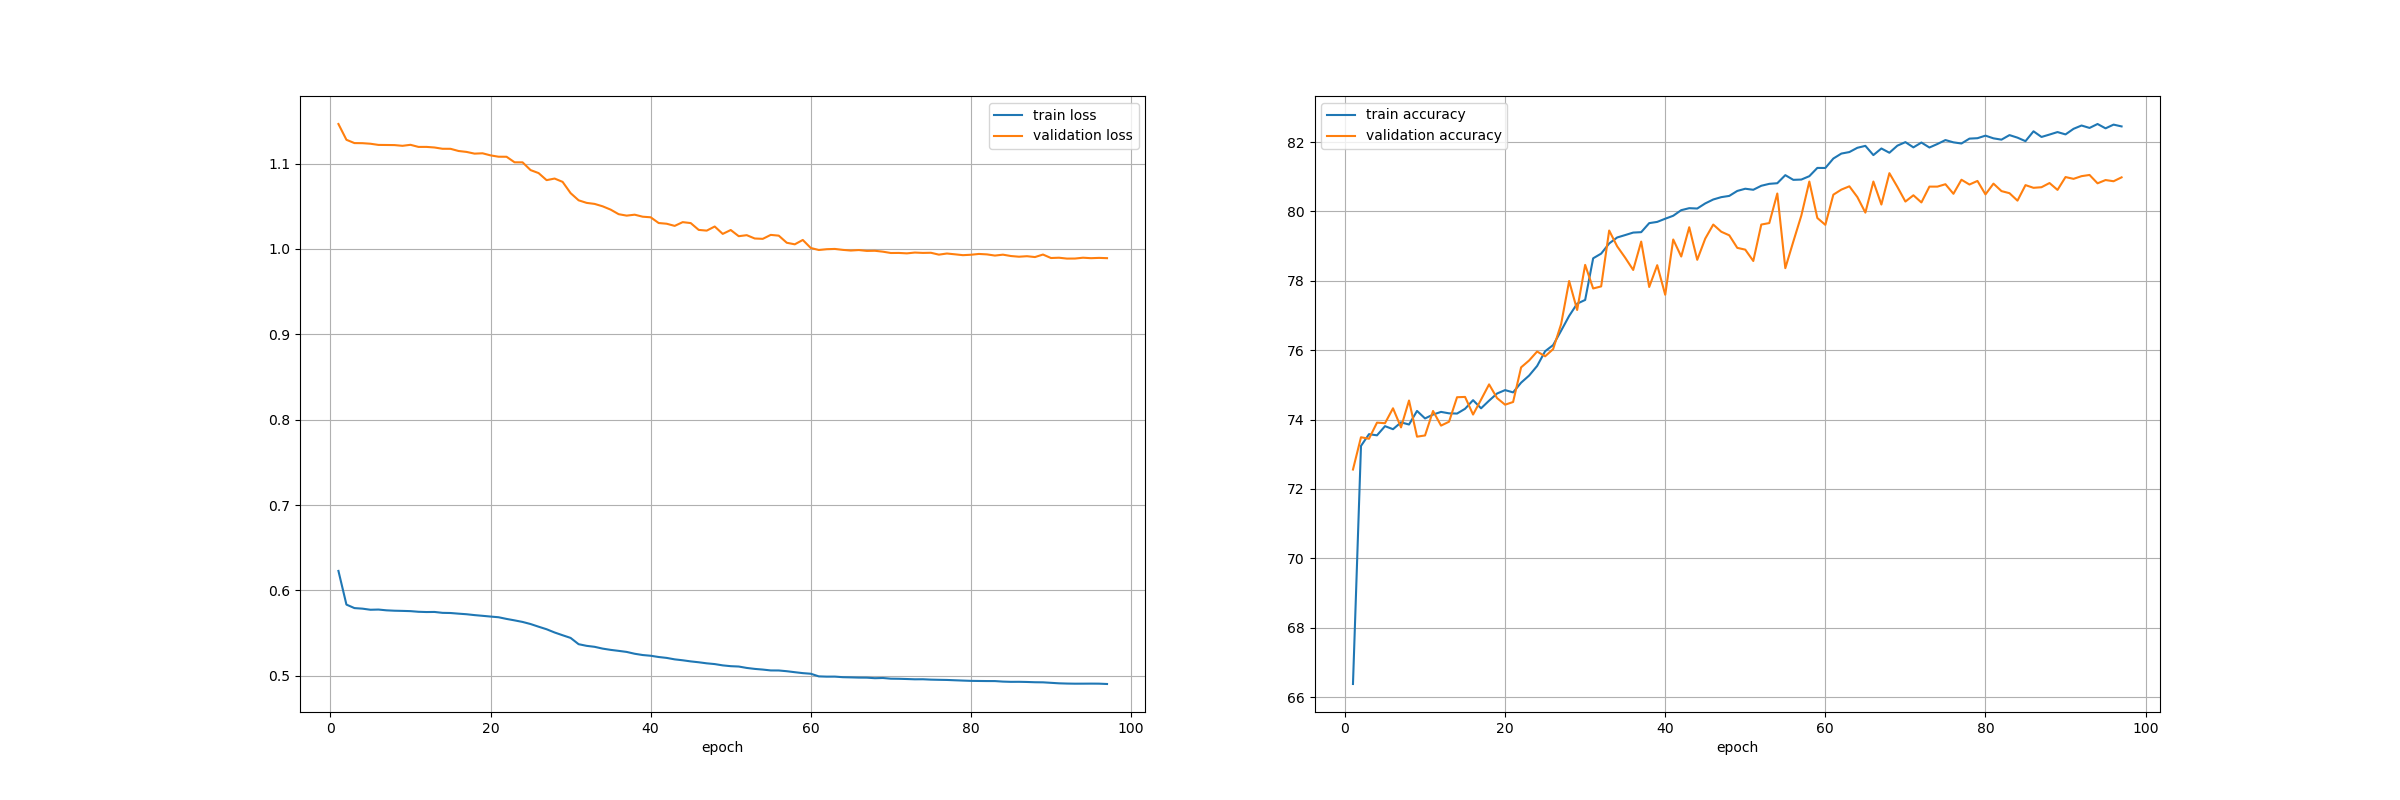 train loss
validation loss
1.1
1.0
0.9
0.8
0.7
0.6
0.5
0 20 40 60 80 100
epoch
train accuracy
validation accuracy
82
80
78
76
74
72
70
68
66
0 20 40 60 80 100
epoch